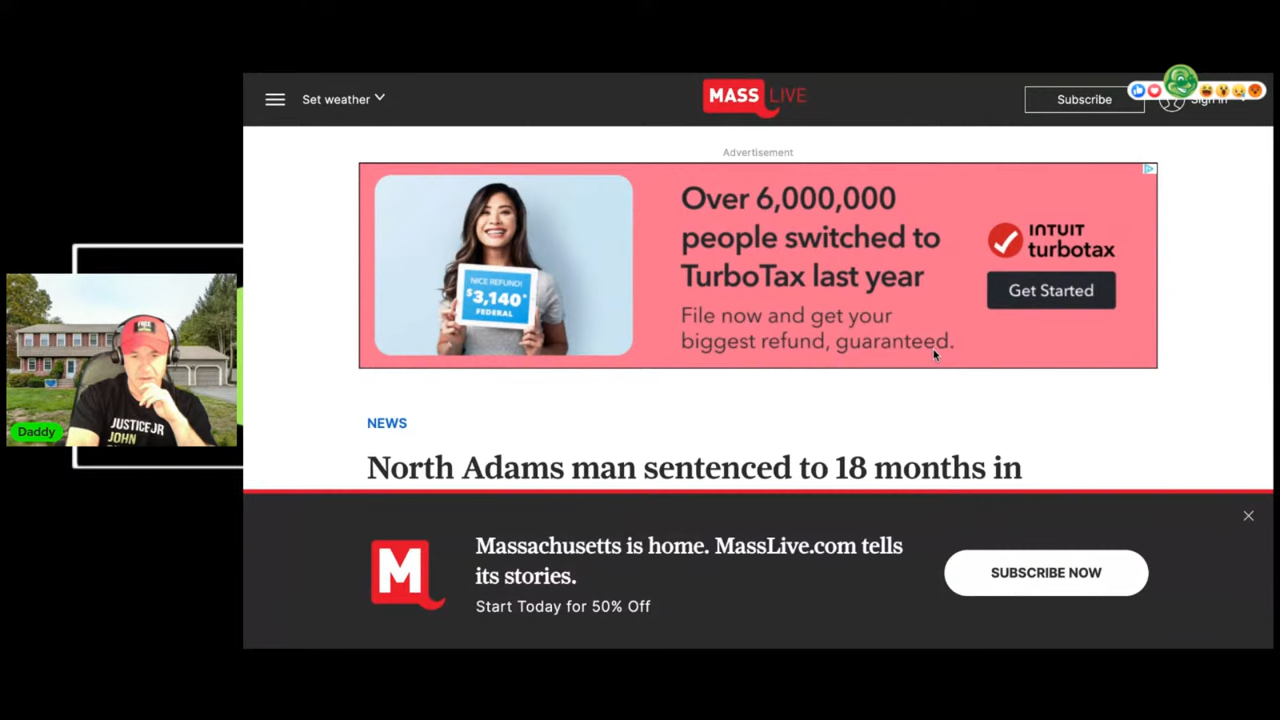 Set weather
MASS LIVE
Subscribe
Sign In
Advertisement
Over 6,000,000
people switched to
TurboTax last year
File now and get your
biggest refund, guaranteed.
NICE REFUND!
$3,140*
FEDERAL
INTUIT
turbotax
Get Started
FREE
JUSTICE JR
JOHN
Daddy
NEWS
North Adams man sentenced to 18 months in
M
Massachusetts is home. MassLive.com tells
its stories.
Start Today for 50% Off
SUBSCRIBE NOW